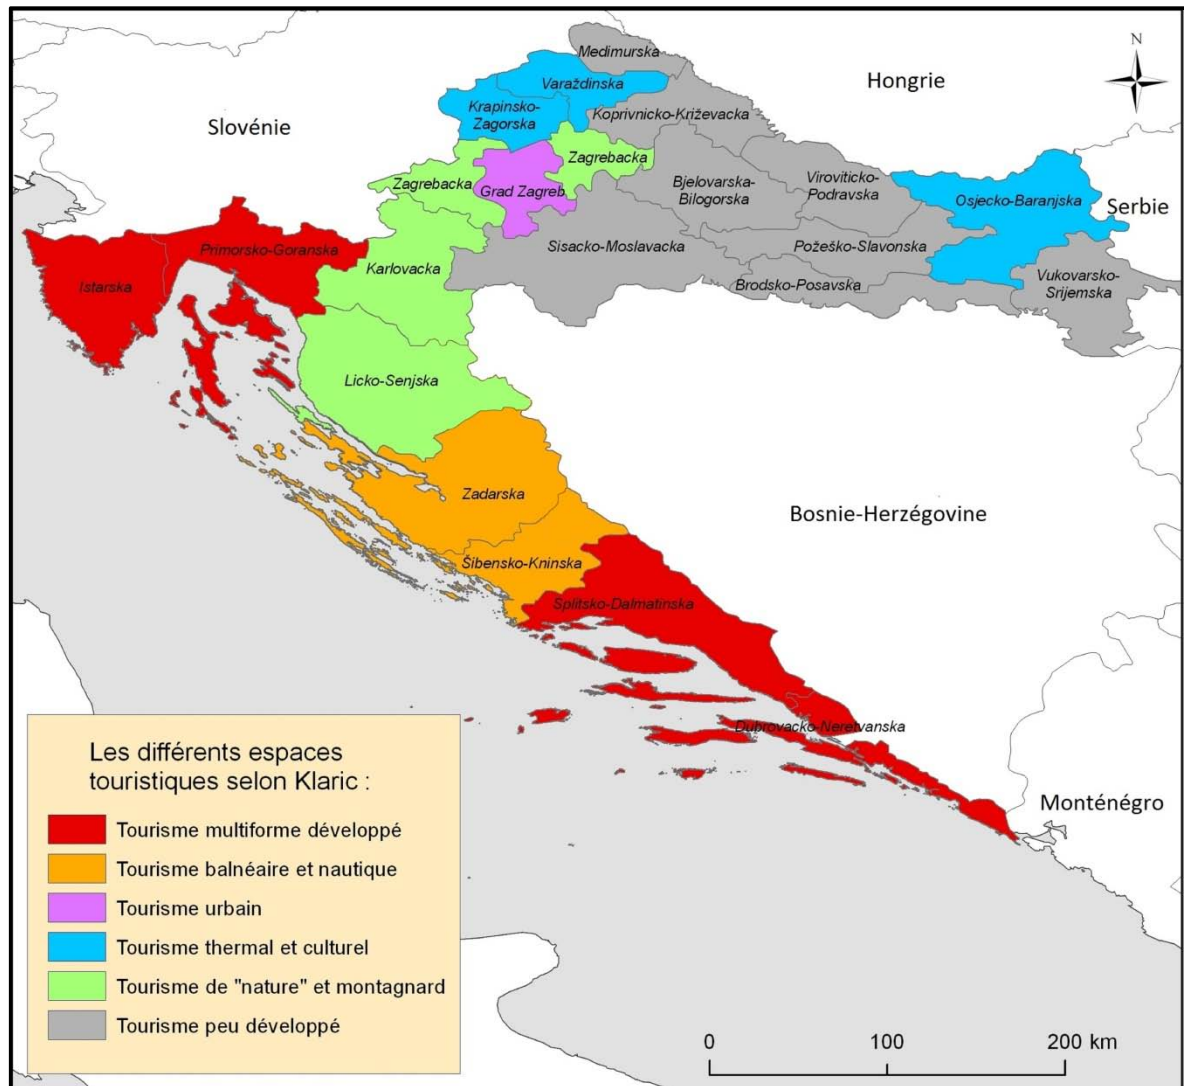 Medimurska
N
Hongrie
Varaždinska
Krapinsko-
Zagorska
Koprivnicko-Križevacka
Slovénie
Zagrebacka
Zagrebacka
Grad Zagreb
Bjelovarska-
Bilogorska
Viroviticko-
Podravska
Osjecko-Baranjska
Serbie
Primorsko-Goranska
Sisacko-Moslavacka
Požeško-Slavonska
Karlovacka
Istarska
Brodsko-Posavska
Vukovarsko-
Srijemska
Licko-Senjska
Zadarska
Bosnie-Herzégovine
Šibensko-Kninska
Splitsko-Dalmatinska
Dubrovacko-Neretvanska
Monténégro
Les différents espaces
touristiques selon Klaric :
Tourisme multiforme développé
Tourisme balnéaire et nautique
Tourisme urbain
Tourisme thermal et culturel
Tourisme de "nature" et montagnard
Tourisme peu développé
0 100 200 km